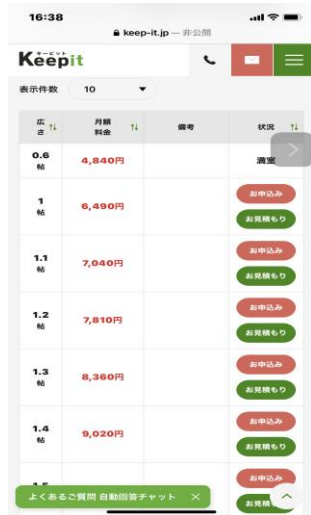 16:38
keep-it.jp — 非公開
キーピット
Keepit
表示件数 10
広さ 月額料金 備考 状況
0.6帖 4,840円 満室
1帖 6,490円 お申込み
お見積もり
1.1帖 7,040円 お申込み
お見積もり
1.2帖 7,810円 お申込み
お見積もり
1.3帖 8,360円 お申込み
お見積もり
1.4帖 9,020円 お申込み
お見積もり
お申込み
よくあるご質問 自動回答チャット ×
お見積